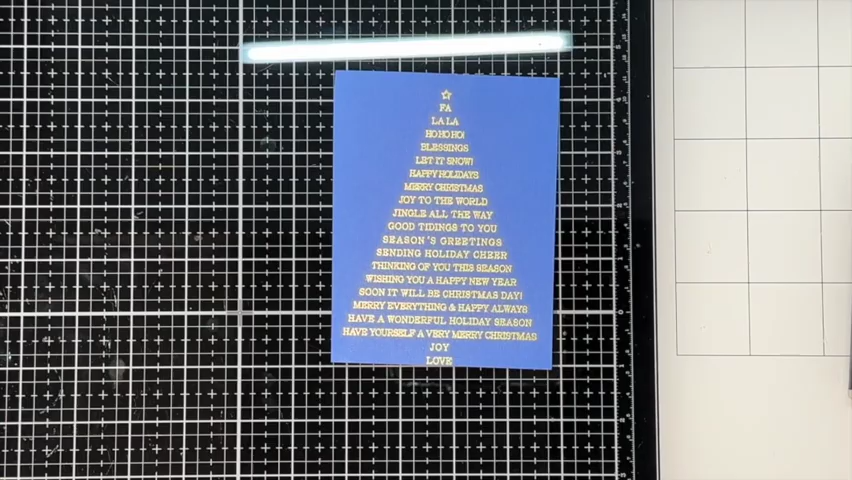 FA
LA LA
HO HO HO!
BLESSINGS
LET IT SNOW!
HAPPY HOLIDAYS
MERRY CHRISTMAS
JOY TO THE WORLD
JINGLE ALL THE WAY
GOOD TIDINGS TO YOU
SEASON'S GREETINGS
SENDING HOLIDAY CHEER
THINKING OF YOU THIS SEASON
WISHING YOU A HAPPY NEW YEAR
SOON IT WILL BE CHRISTMAS DAY!
MERRY EVERYTHING & HAPPY ALWAYS
HAVE A WONDERFUL HOLIDAY SEASON
HAVE YOURSELF A VERY MERRY CHRISTMAS
JOY
LOVE